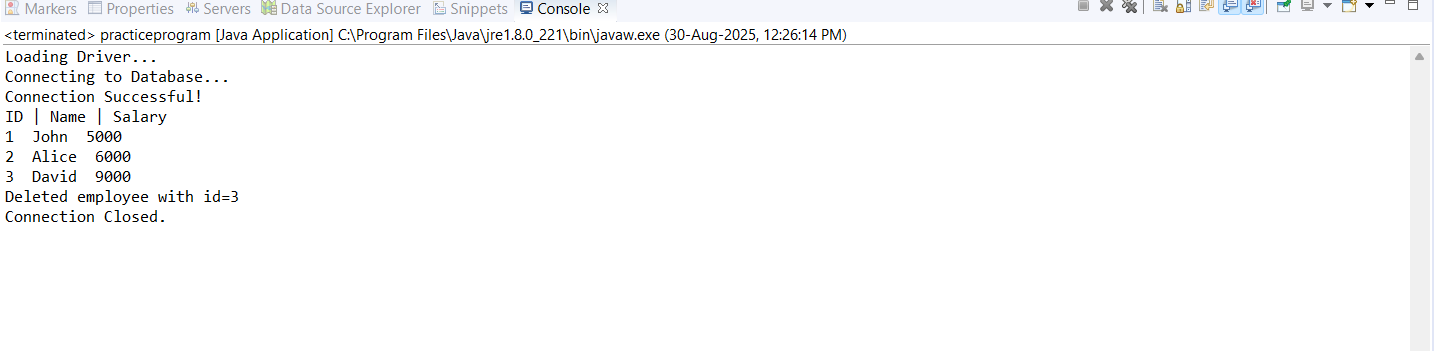 Markers Properties Servers Data Source Explorer Snippets Console
<terminated> practiceprogram [Java Application] C:\Program Files\Java\jre1.8.0_221\bin\javaw.exe (30-Aug-2025, 12:26:14 PM)
Loading Driver...
Connecting to Database...
Connection Successful!
ID | Name | Salary
1  John  5000
2  Alice  6000
3  David  9000
Deleted employee with id=3
Connection Closed.